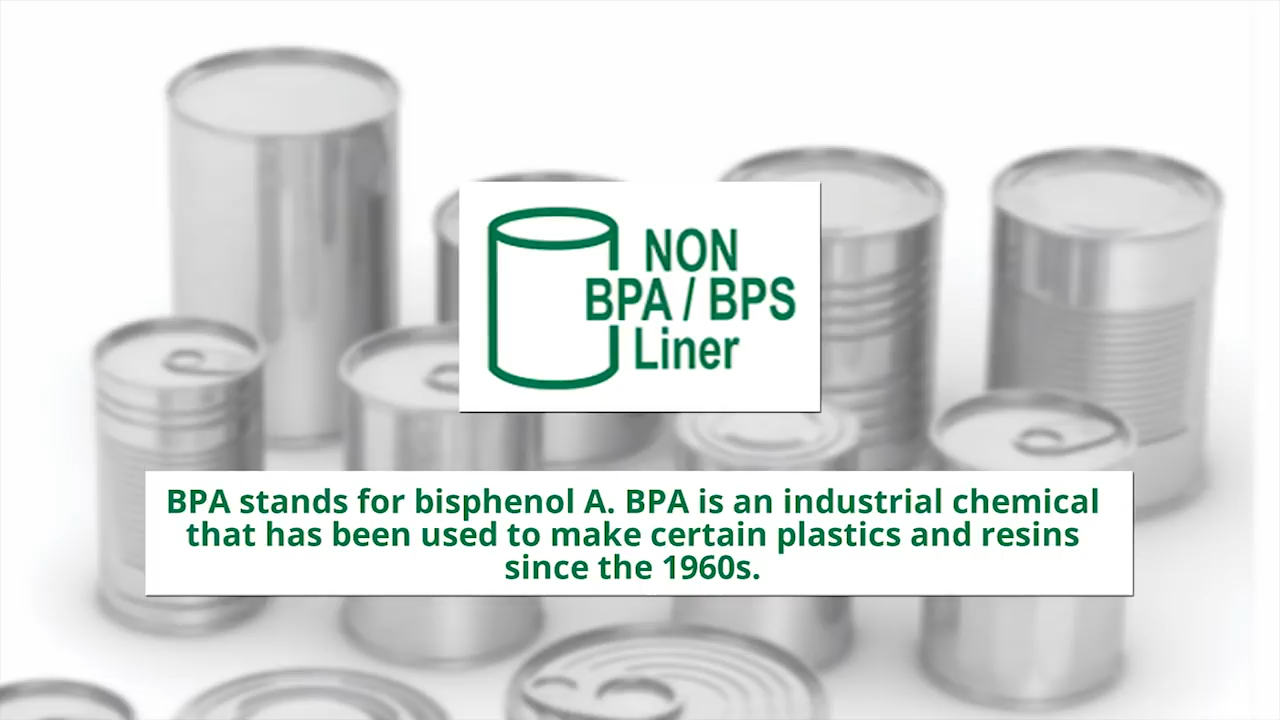 NON
BPA / BPS
Liner
BPA stands for bisphenol A. BPA is an industrial chemical
that has been used to make certain plastics and resins
since the 1960s.